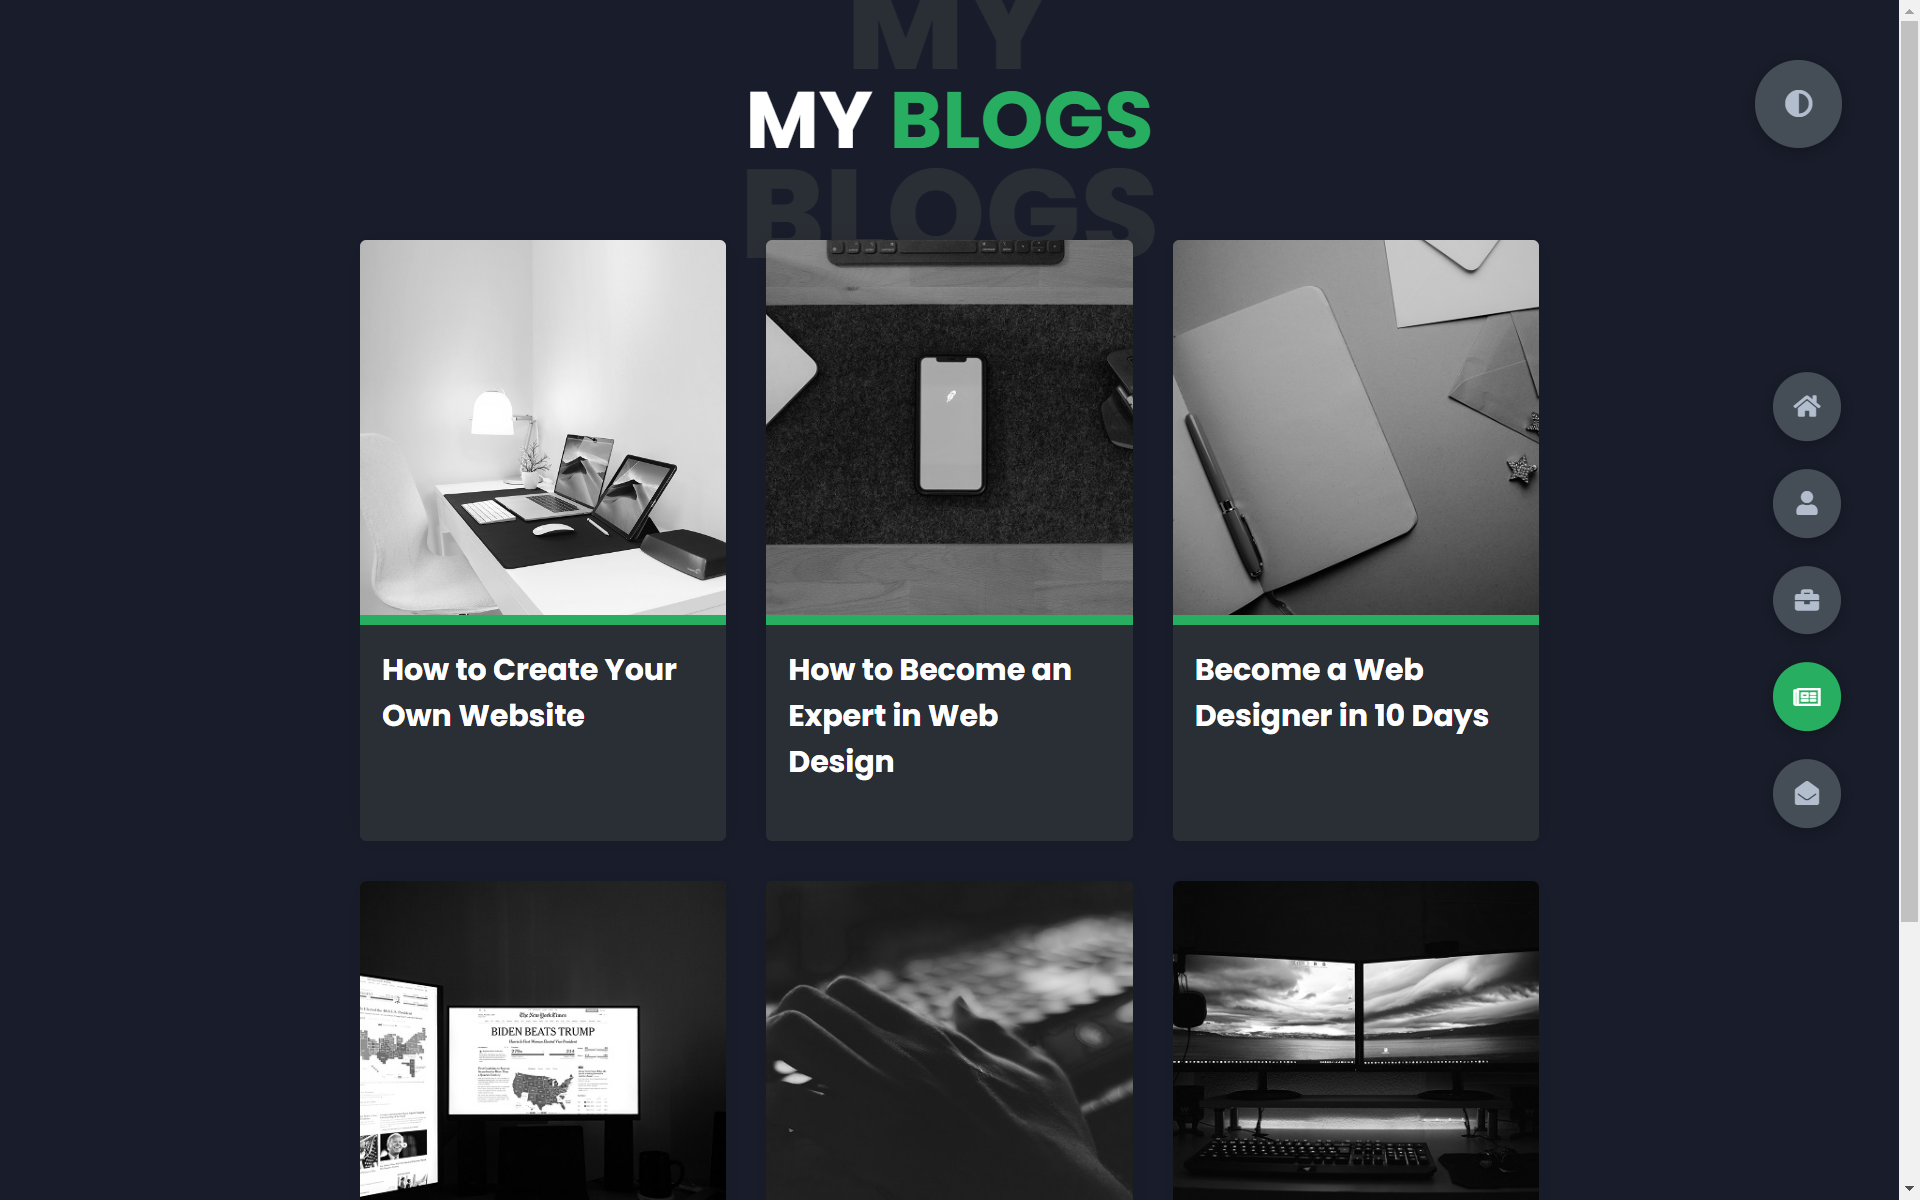 MY
MY BLOGS
BLOGS
How to Create Your
Own Website
How to Become an
Expert in Web
Design
Become a Web
Designer in 10 Days
The New York Times
BIDEN BEATS TRUMP